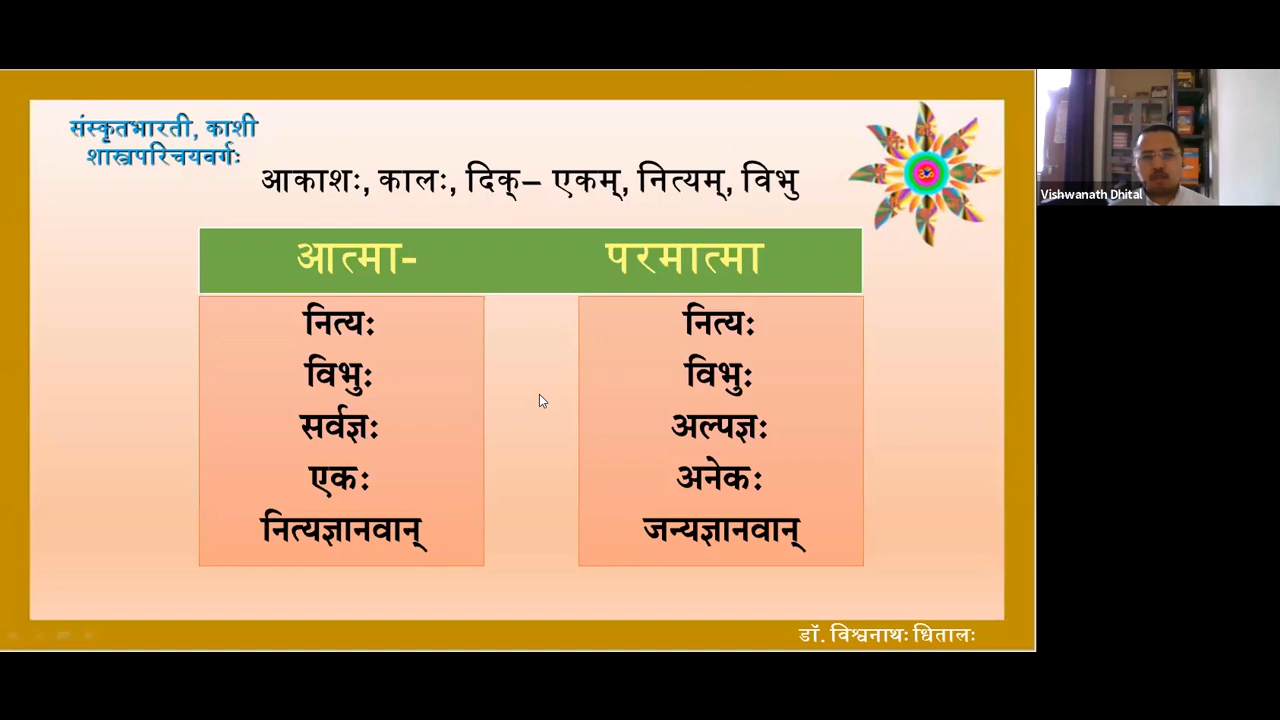 संस्कृतभारती, काशी
शास्त्रपरिचयवर्गः
आकाशः, कालः, दिक्– एकम्, नित्यम्, विभु
आत्मा- परमात्मा
नित्यः नित्यः
विभुः विभुः
सर्वज्ञः अल्पज्ञः
एकः अनेकः
नित्यज्ञानवान् जन्यज्ञानवान्
डॉ. विश्वनाथः धितालः
Vishwanath Dhital